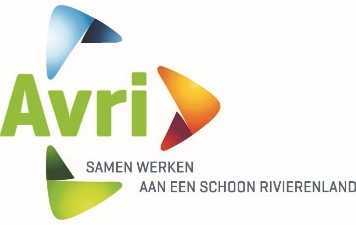 Avri
SAMEN WERKEN
AAN EEN SCHOON RIVIERENLAND